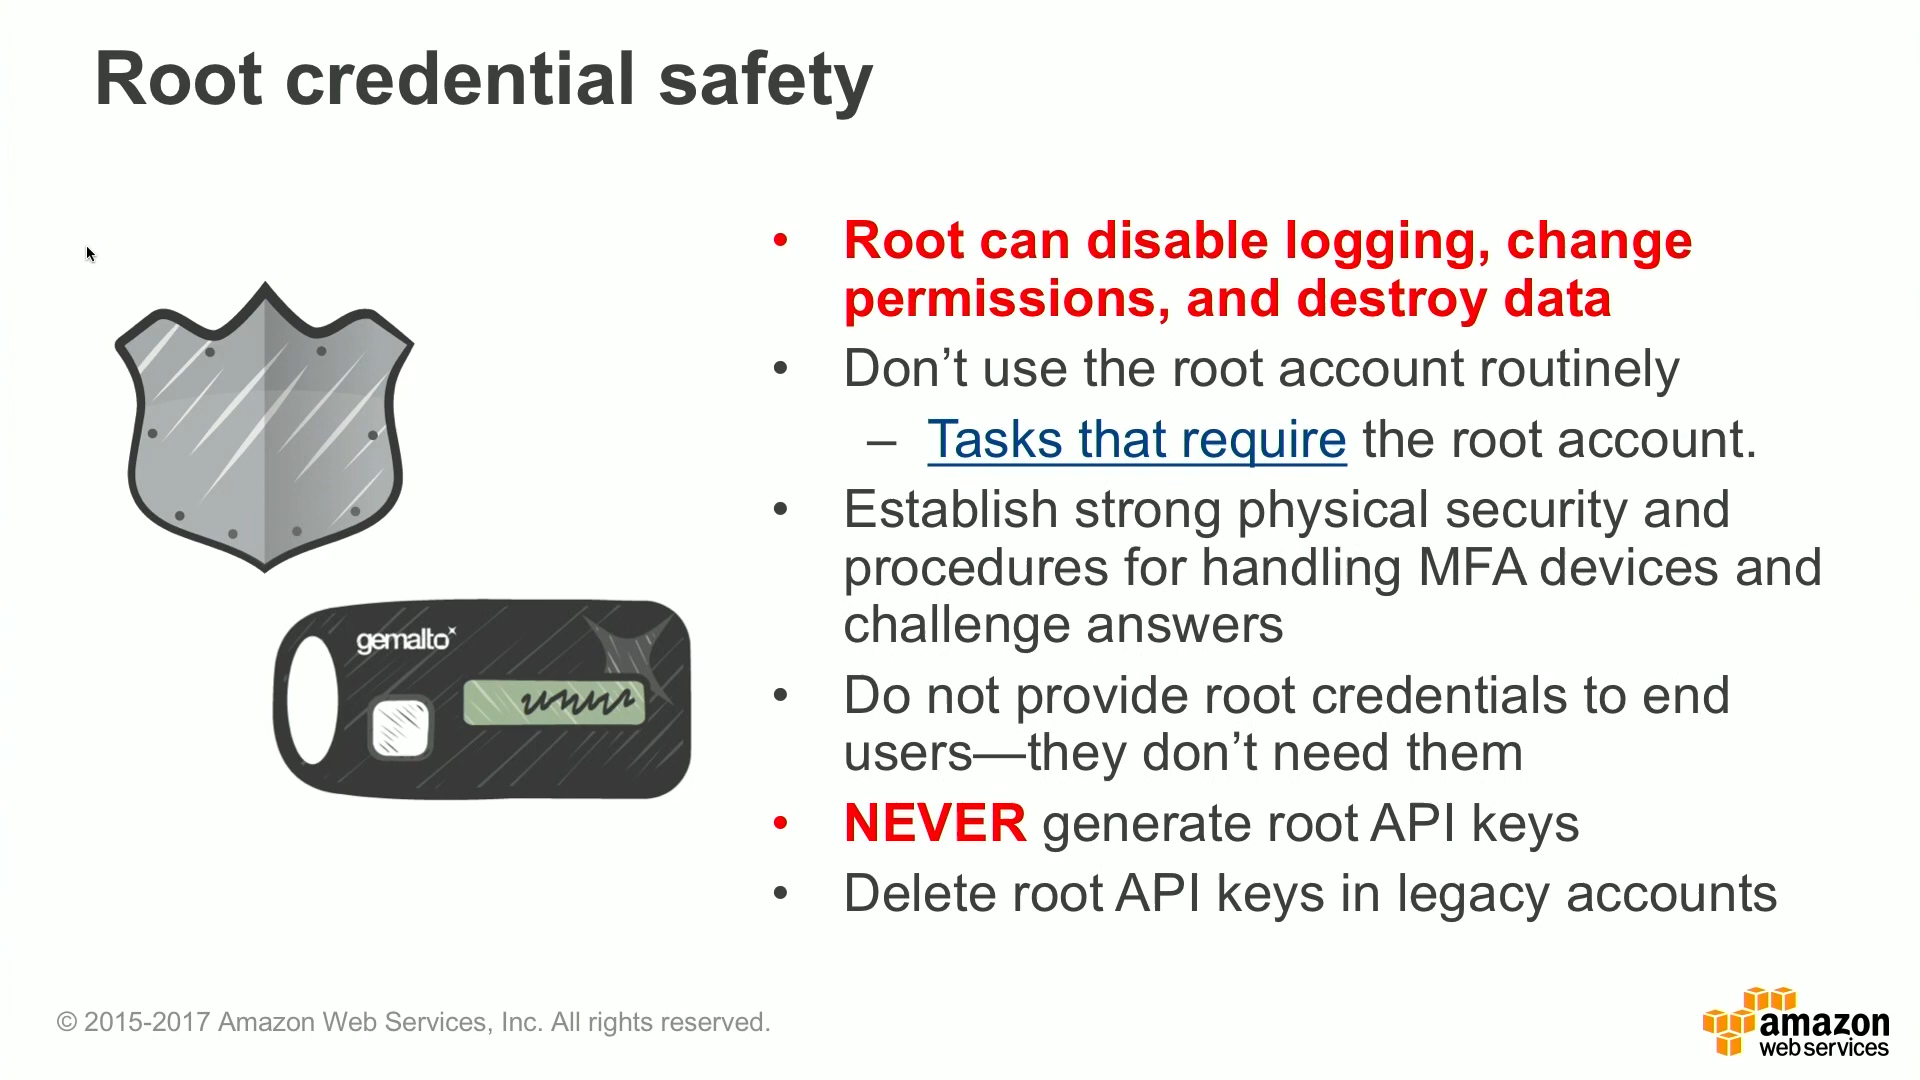 Root credential safety
• Root can disable logging, change
permissions, and destroy data
• Don’t use the root account routinely
– Tasks that require the root account.
• Establish strong physical security and
procedures for handling MFA devices and
challenge answers
• Do not provide root credentials to end
users—they don’t need them
• NEVER generate root API keys
• Delete root API keys in legacy accounts
gemalto
© 2015-2017 Amazon Web Services, Inc. All rights reserved.
amazon
web services